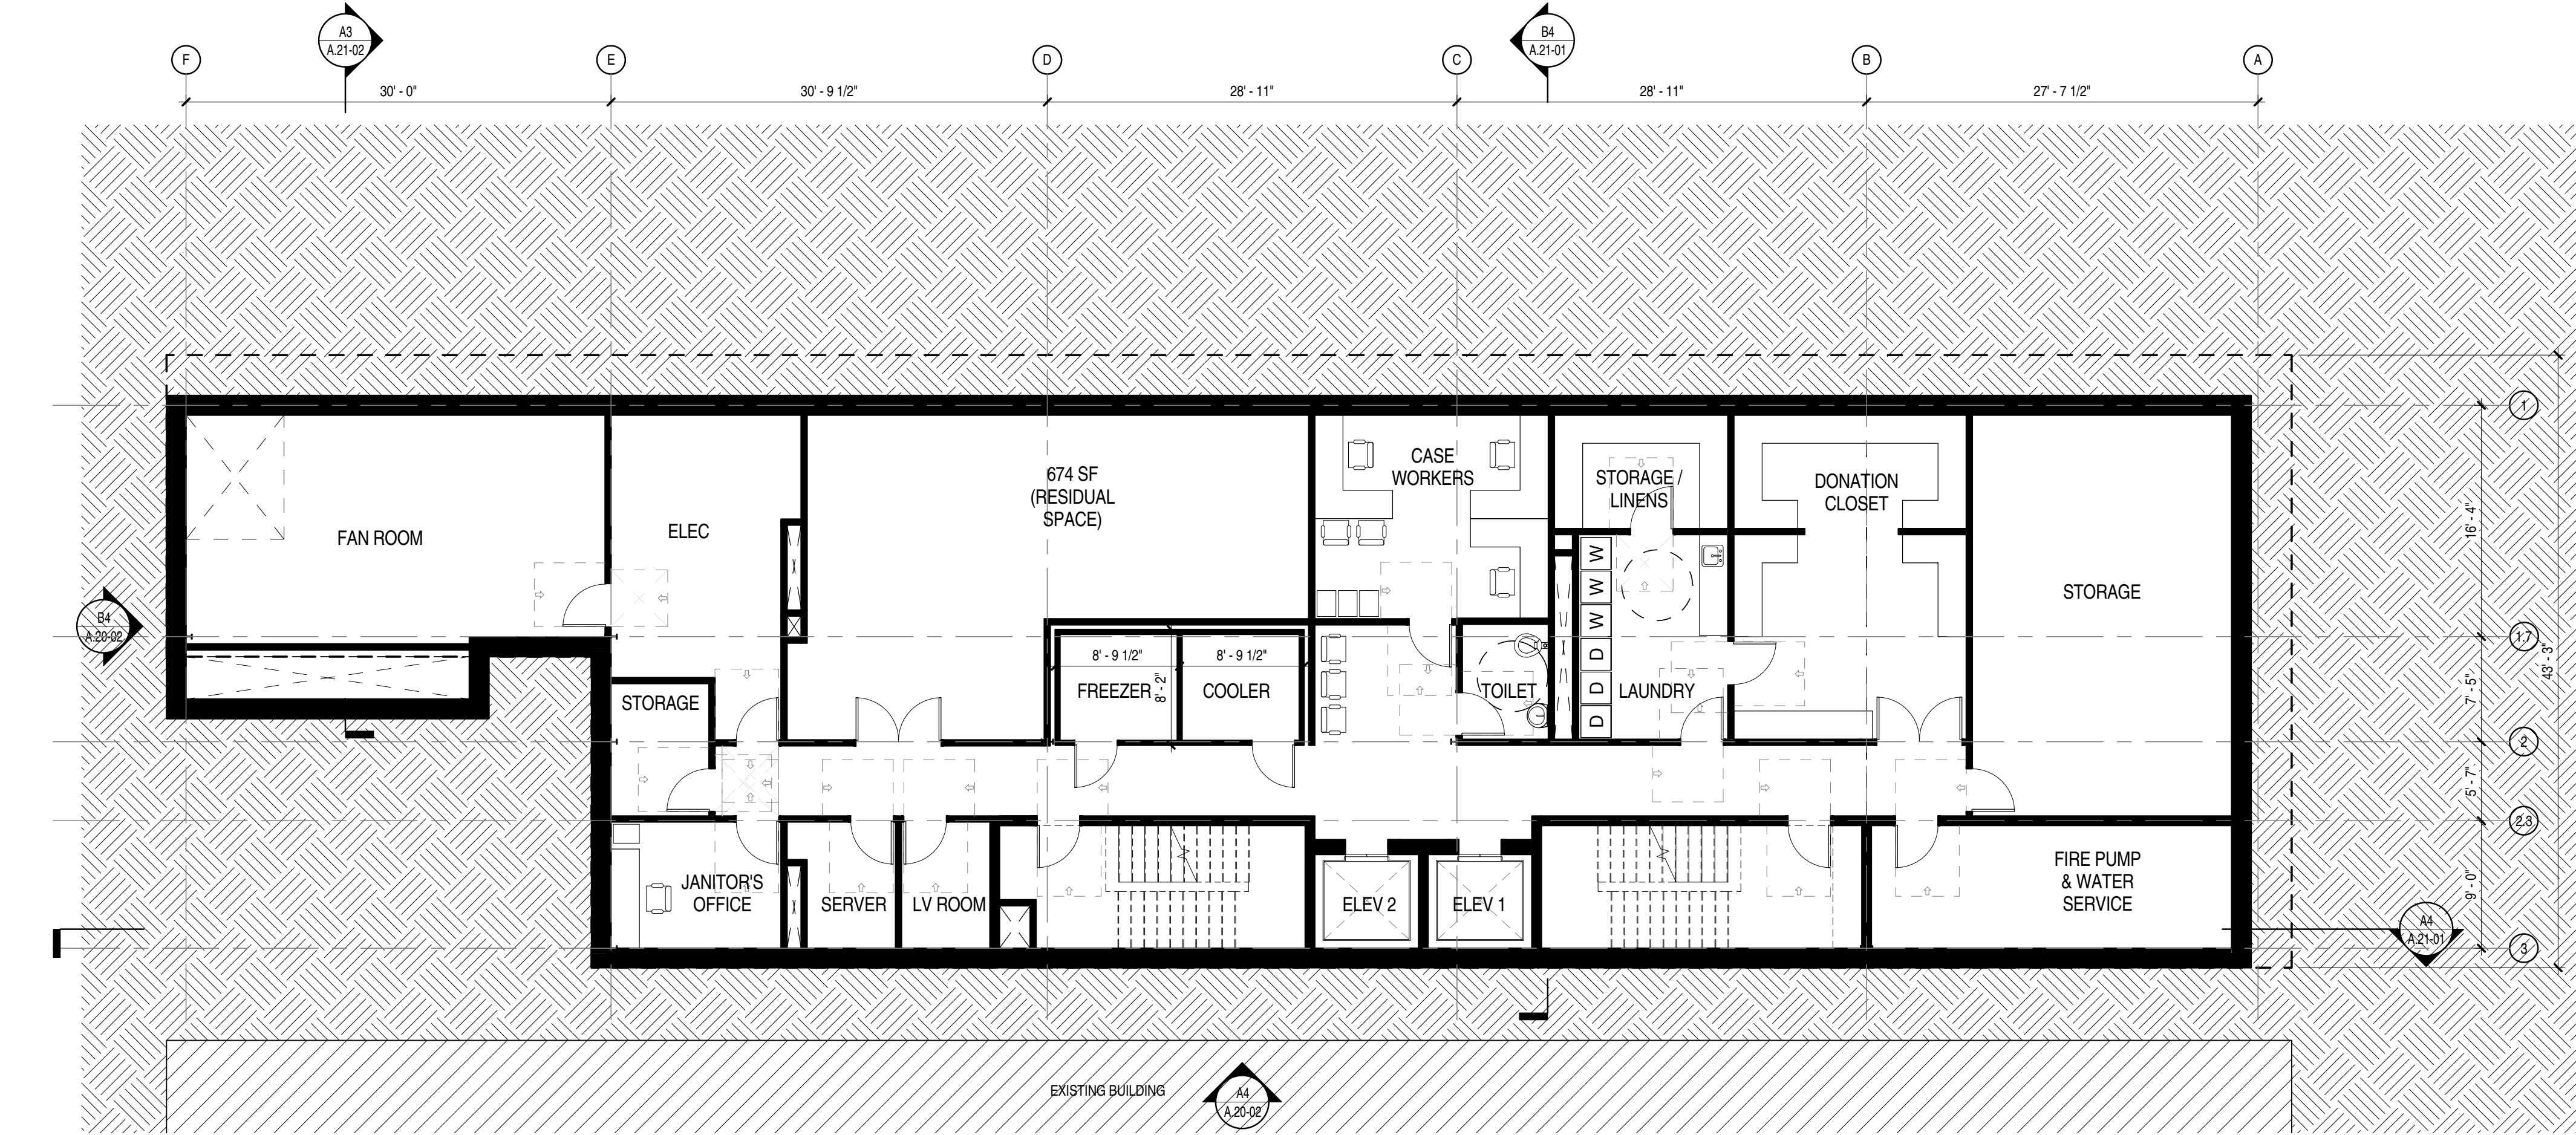 A3
A.21-02
B4
A.21-01
F
E
D
C
B
A
30' - 0"
30' - 9 1/2"
28' - 11"
28' - 11"
27' - 7 1/2"
1
CASE
WORKERS
674 SF
(RESIDUAL
SPACE)
STORAGE /
LINENS
DONATION
CLOSET
FAN ROOM
ELEC
16' - 4"
W
W
W
D
D
D
STORAGE
B4
A.20-02
1.7
43' - 3"
8' - 9 1/2"
8' - 9 1/2"
8' - 2"
FREEZER
COOLER
TOILET
LAUNDRY
7' - 5"
STORAGE
2
5' - 7"
2.3
JANITOR'S
OFFICE
SERVER
LV ROOM
ELEV 2
ELEV 1
FIRE PUMP
& WATER
SERVICE
9' - 0"
A4
A.21-01
3
EXISTING BUILDING
A4
A.20-02